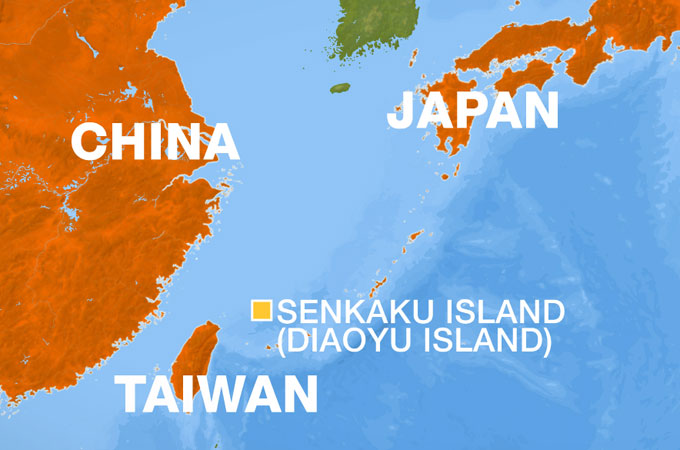 JAPAN
CHINA
SENKAKU ISLAND
(DIAOYU ISLAND)
TAIWAN